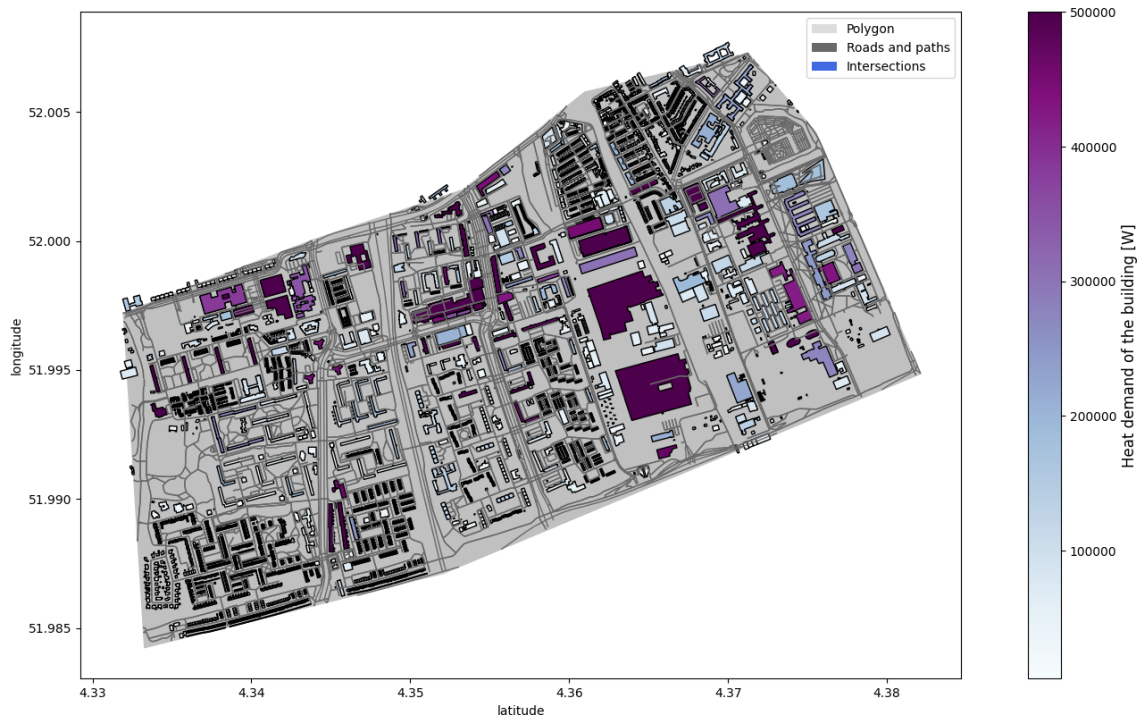 Polygon
Roads and paths
Intersections
52.005
52.000
51.995
51.990
51.985
longitude
4.33 4.34 4.35 4.36 4.37 4.38
latitude
500000
400000
300000
200000
100000
Heat demand of the building [W]